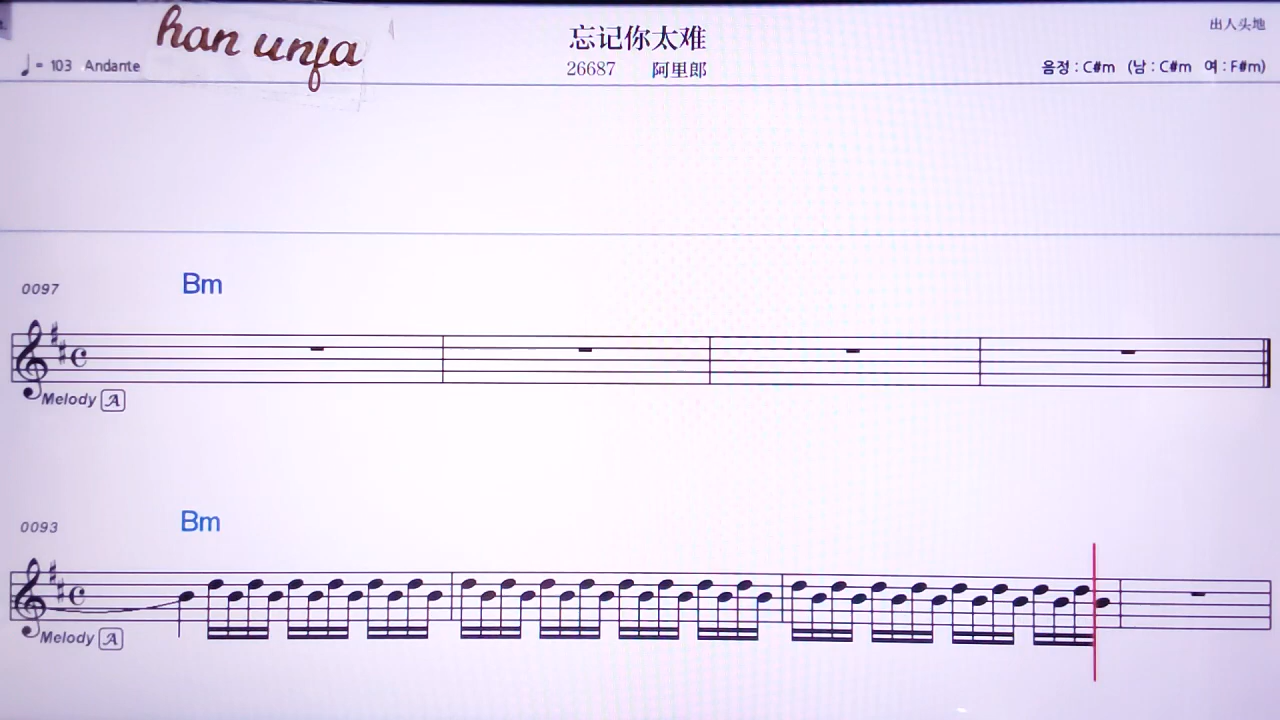 han unfa
忘记你太难
出人头地
♩= 103 Andante
26687 阿里郎
음정 : C#m (남 : C#m 여 : F#m)
Bm
0097
Melody A
Bm
0093
Melody A